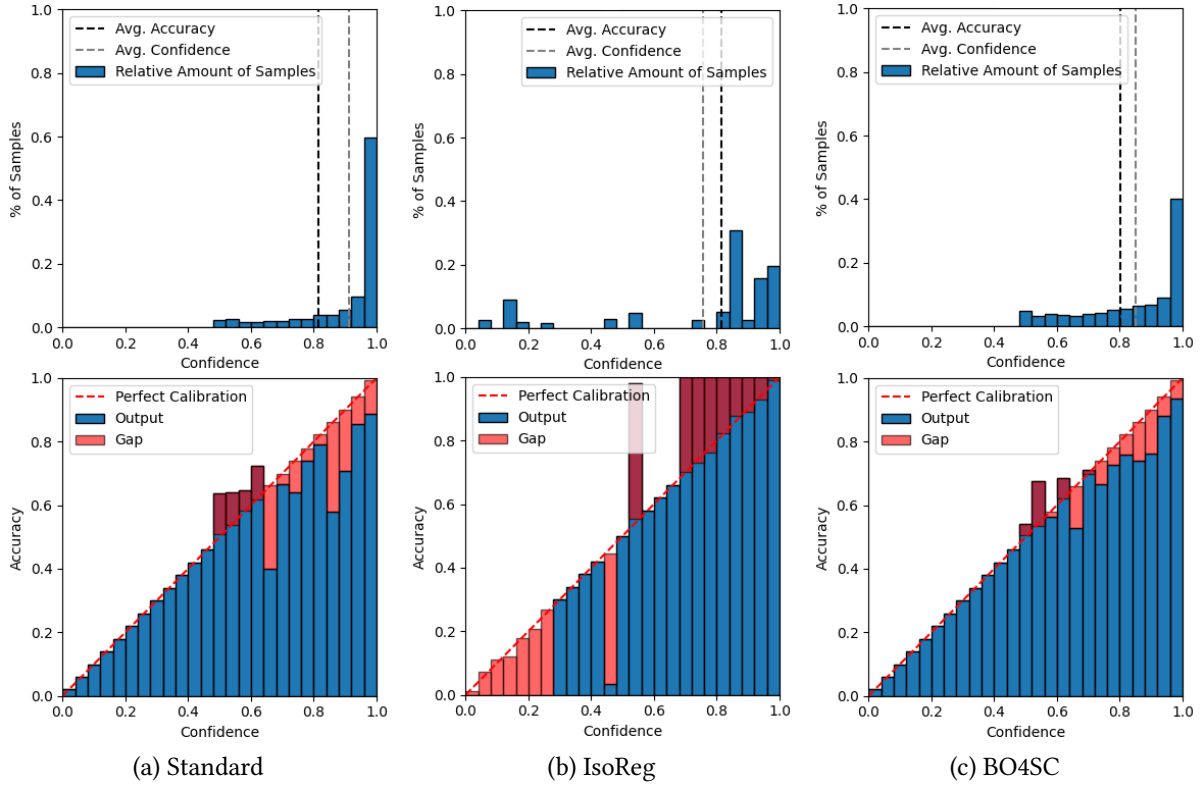 1.0
0.8
0.6
0.4
0.2
0.0
% of Samples
Avg. Accuracy
Avg. Confidence
Relative Amount of Samples
0.0 0.2 0.4 0.6 0.8 1.0
Confidence
1.0
0.8
0.6
0.4
0.2
0.0
% of Samples
Avg. Accuracy
Avg. Confidence
Relative Amount of Samples
0.0 0.2 0.4 0.6 0.8 1.0
Confidence
1.0
0.8
0.6
0.4
0.2
0.0
% of Samples
Avg. Accuracy
Avg. Confidence
Relative Amount of Samples
0.0 0.2 0.4 0.6 0.8 1.0
Confidence
1.0
0.8
0.6
0.4
0.2
0.0
Accuracy
Perfect Calibration
Output
Gap
0.0 0.2 0.4 0.6 0.8 1.0
Confidence
1.0
0.8
0.6
0.4
0.2
0.0
Accuracy
Perfect Calibration
Output
Gap
0.0 0.2 0.4 0.6 0.8 1.0
Confidence
1.0
0.8
0.6
0.4
0.2
0.0
Accuracy
Perfect Calibration
Output
Gap
0.0 0.2 0.4 0.6 0.8 1.0
Confidence
(a) Standard
(b) IsoReg
(c) BO4SC